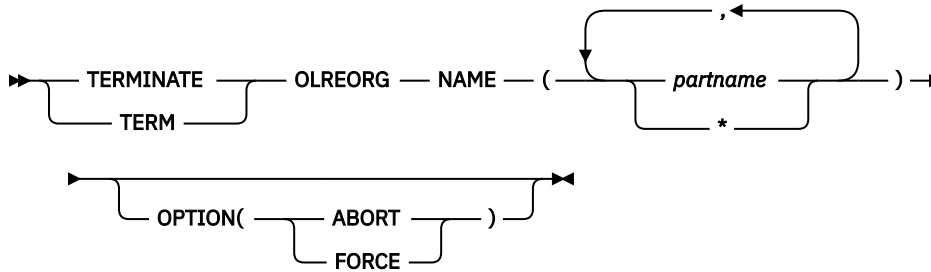 ,
TERMINATE OLREORG NAME ( partname )
TERM *
OPTION( ABORT )
FORCE